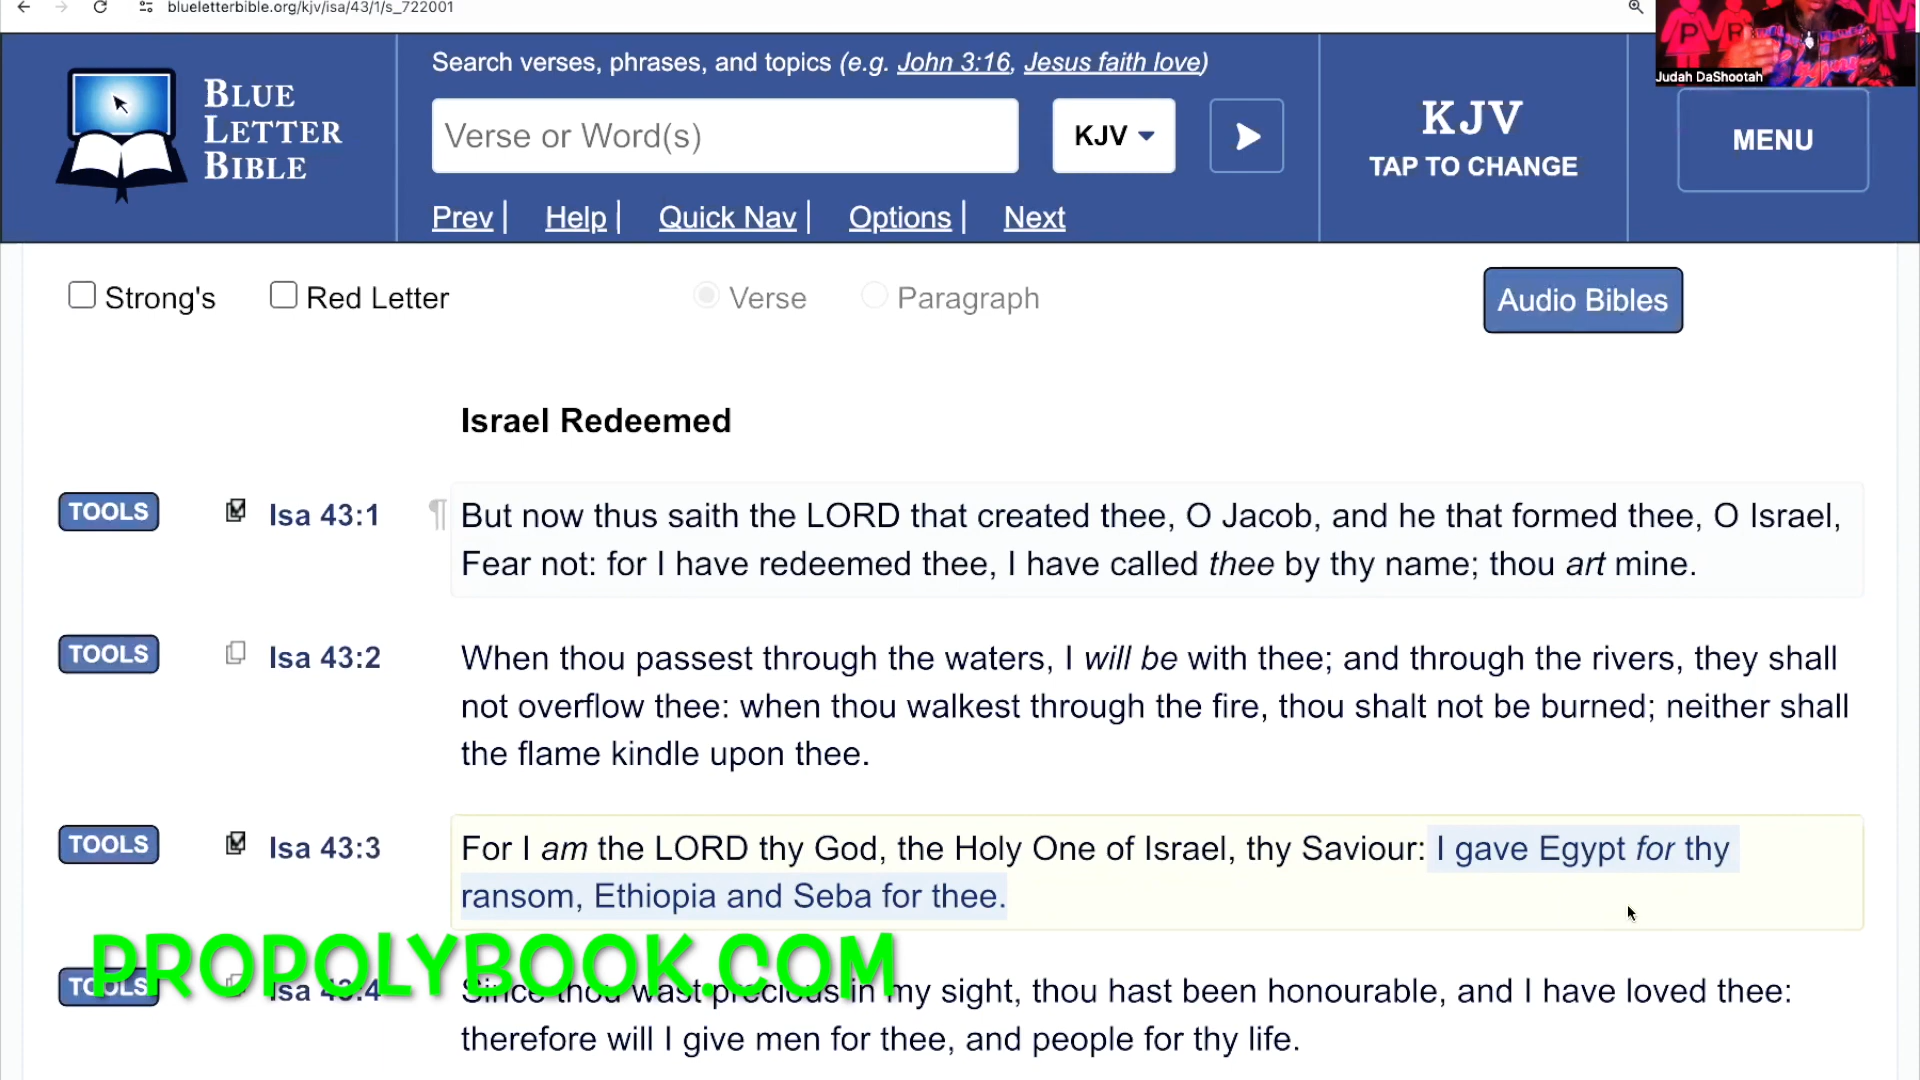 blueletterbible.org/kjv/isa/43/1/s_722001
P R
Judah DaShootah
BLUE
LETTER
BIBLE
Search verses, phrases, and topics (e.g. John 3:16, Jesus faith love)
Verse or Word(s)
KJV
KJV
TAP TO CHANGE
MENU
Prev | Help | Quick Nav | Options | Next
Strong's Red Letter Verse Paragraph Audio Bibles
Israel Redeemed
TOOLS Isa 43:1 ¶ But now thus saith the LORD that created thee, O Jacob, and he that formed thee, O Israel,
Fear not: for I have redeemed thee, I have called thee by thy name; thou art mine.
TOOLS Isa 43:2 When thou passest through the waters, I will be with thee; and through the rivers, they shall
not overflow thee: when thou walkest through the fire, thou shalt not be burned; neither shall
the flame kindle upon thee.
TOOLS Isa 43:3 For I am the LORD thy God, the Holy One of Israel, thy Saviour: I gave Egypt for thy
ransom, Ethiopia and Seba for thee.
PROPOLYBOOK.COM
TOOLS Isa 43:4 Since thou wast precious in my sight, thou hast been honourable, and I have loved thee:
therefore will I give men for thee, and people for thy life.